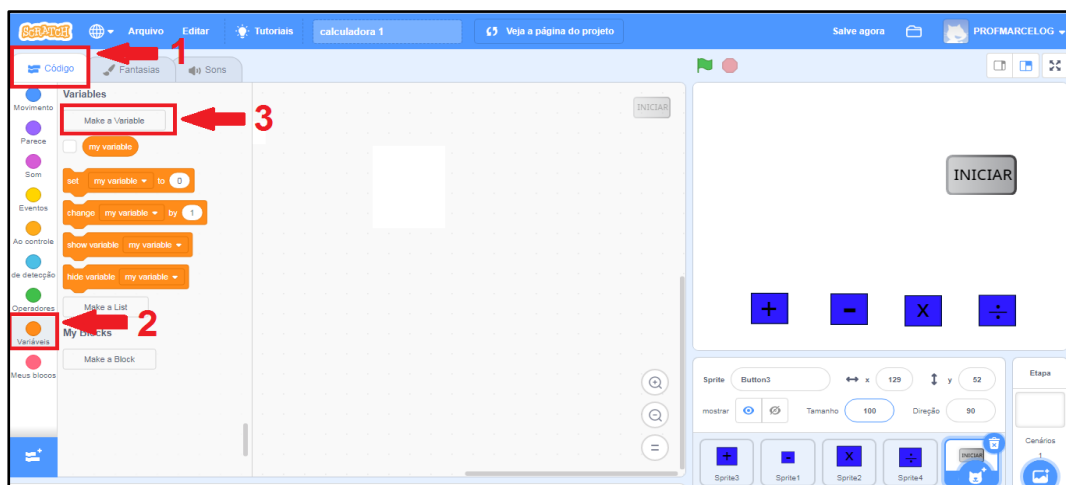 SCRATCH Arquivo Editar Tutoriais calculadora 1 Veja a página do projeto Salve agora PROFMARCELOG
1
Código Fantasias Sons
Movimento
Parece
Som
Eventos
Ao controle
de detecção
Operadores
Variáveis
Meus blocos
Variables
Make a Variable
3
my variable
set my variable to 0
change my variable by 1
show variable my variable
hide variable my variable
Make a List
2
My Blocks
Make a Block
INICIAR
INICIAR
+ - X ÷
Sprite Button3 x 129 y 52
mostrar Tamanho 100 Direção 90
+ - X ÷ INICIAR
Sprite3 Sprite1 Sprite2 Sprite4
Etapa
Cenários
1